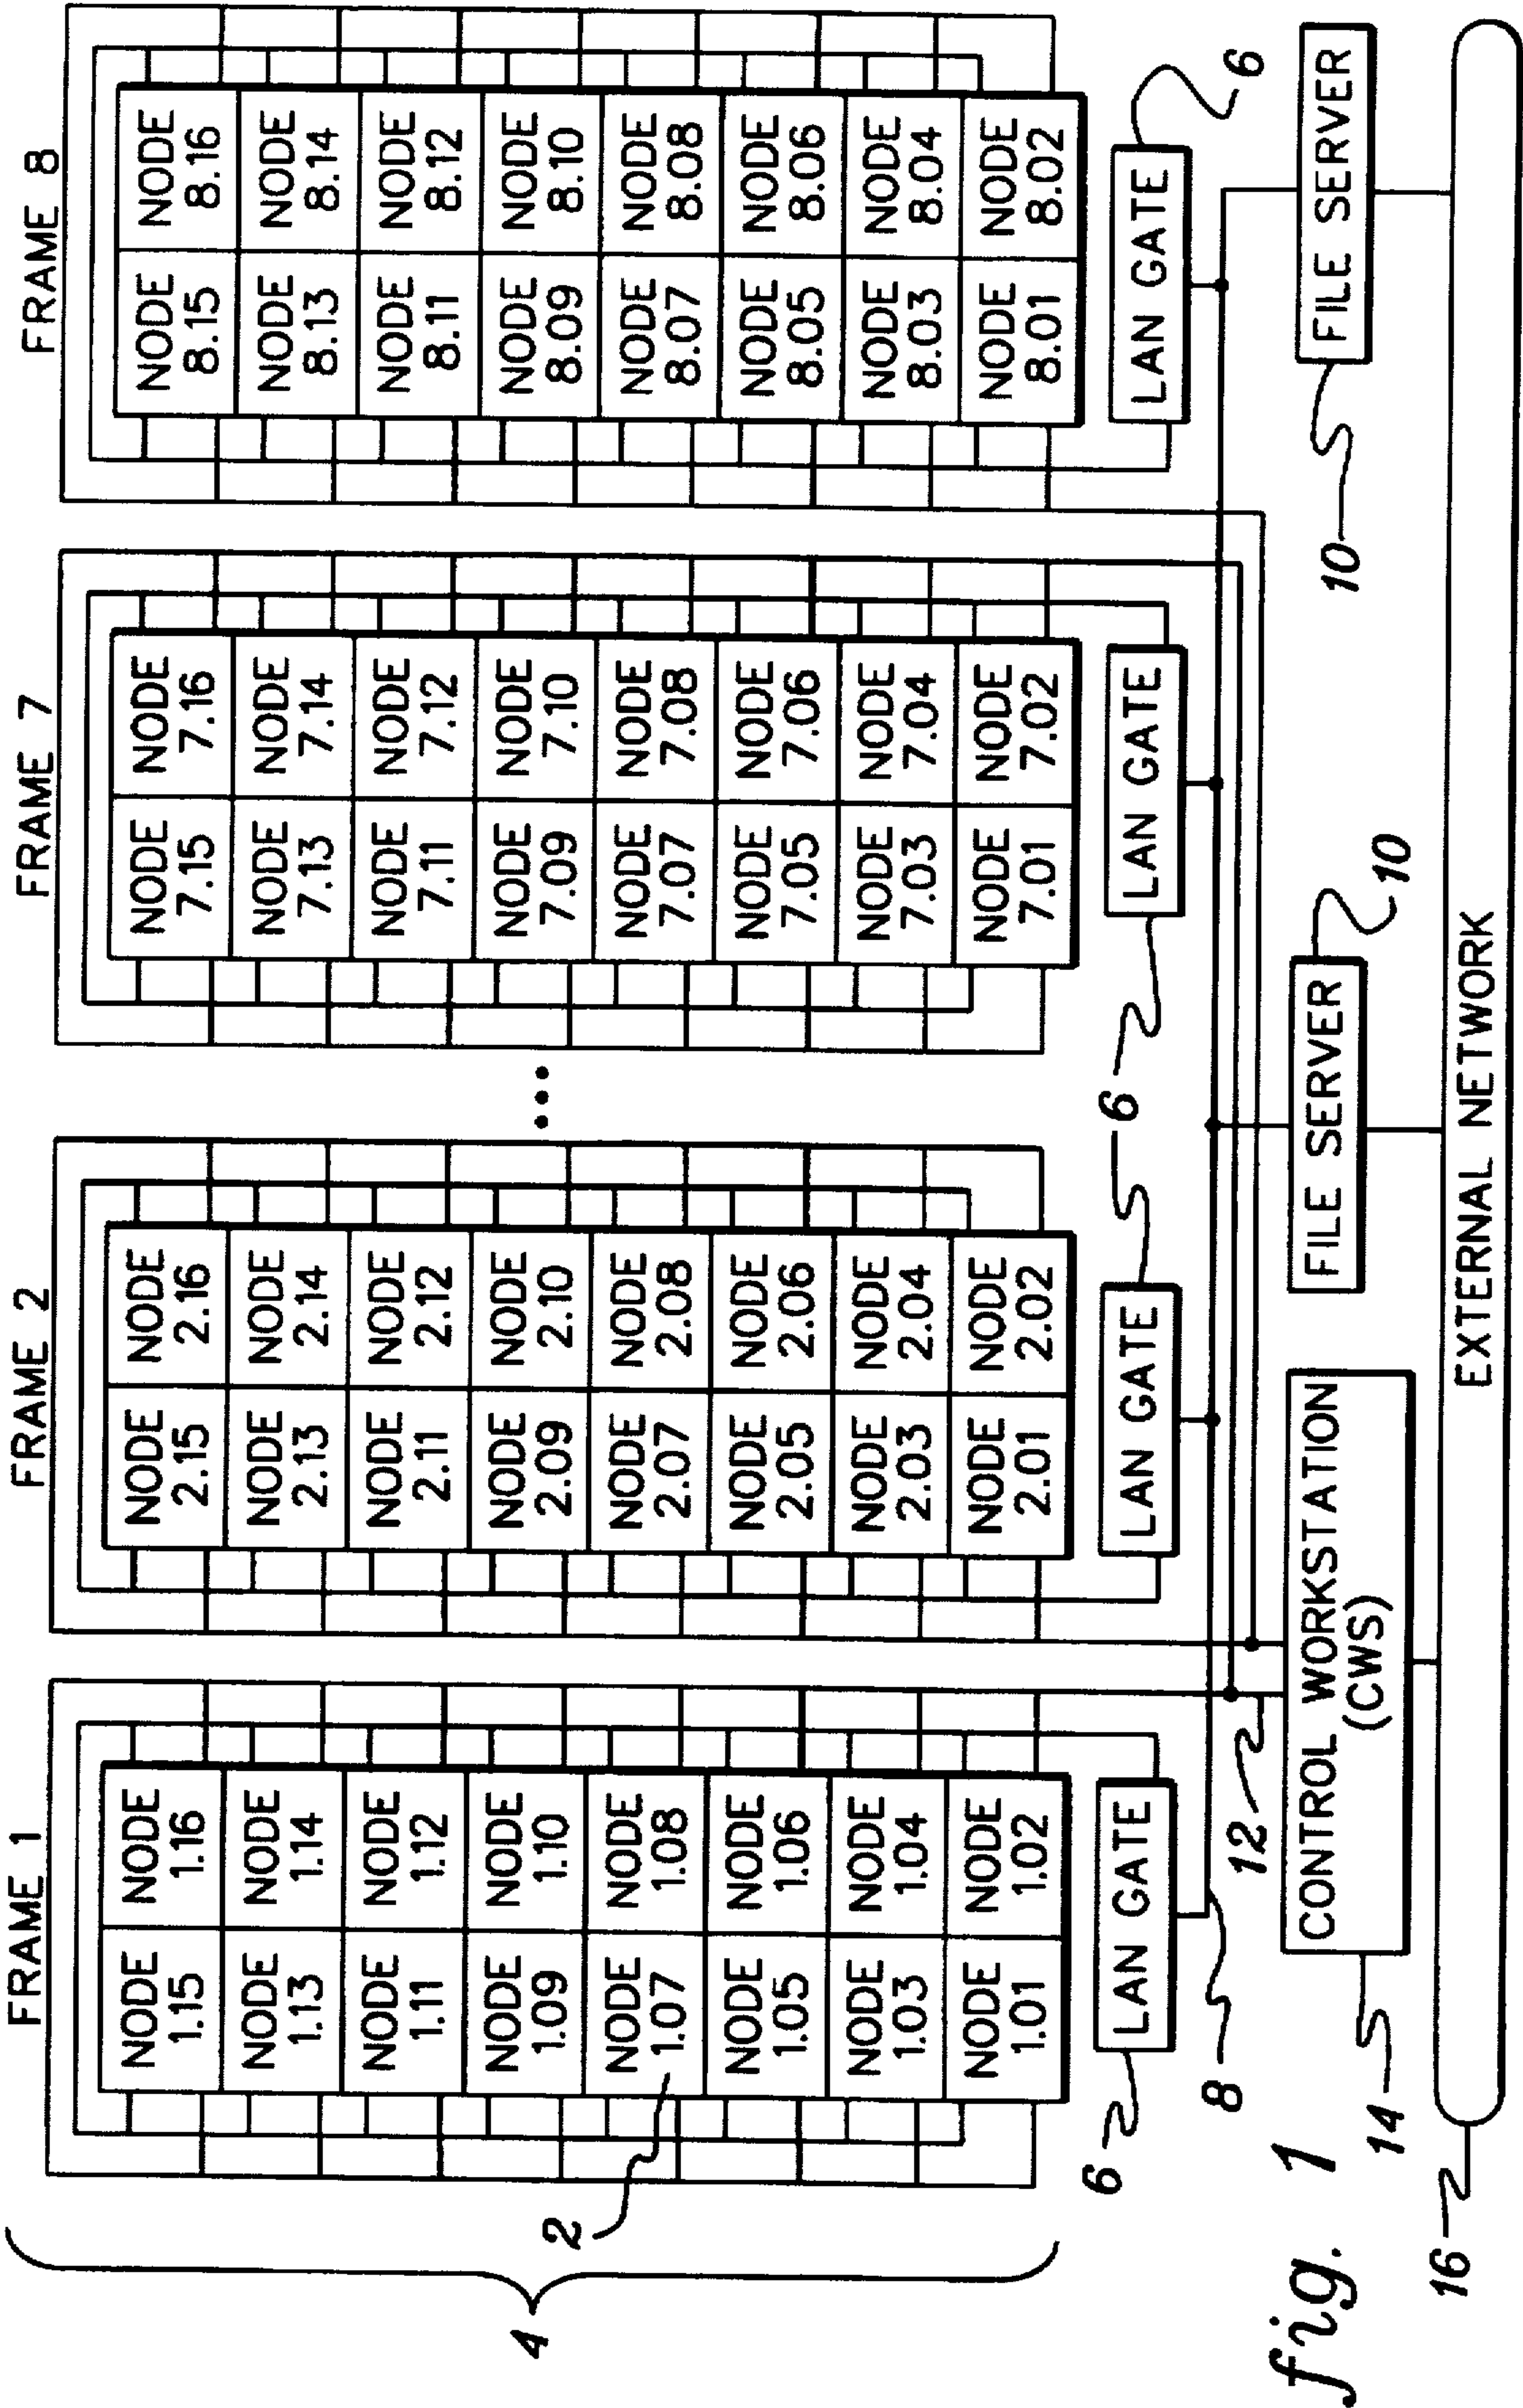 FRAME 1
NODE 1.15
NODE 1.16
NODE 1.13
NODE 1.14
NODE 1.11
NODE 1.12
NODE 1.09
NODE 1.10
NODE 1.07
NODE 1.08
NODE 1.05
NODE 1.06
NODE 1.03
NODE 1.04
NODE 1.01
NODE 1.02
FRAME 2
NODE 2.15
NODE 2.16
NODE 2.13
NODE 2.14
NODE 2.11
NODE 2.12
NODE 2.09
NODE 2.10
NODE 2.07
NODE 2.08
NODE 2.05
NODE 2.06
NODE 2.03
NODE 2.04
NODE 2.01
NODE 2.02
...
FRAME 7
NODE 7.15
NODE 7.16
NODE 7.13
NODE 7.14
NODE 7.11
NODE 7.12
NODE 7.09
NODE 7.10
NODE 7.07
NODE 7.08
NODE 7.05
NODE 7.06
NODE 7.03
NODE 7.04
NODE 7.01
NODE 7.02
FRAME 8
NODE 8.15
NODE 8.16
NODE 8.13
NODE 8.14
NODE 8.11
NODE 8.12
NODE 8.09
NODE 8.10
NODE 8.07
NODE 8.08
NODE 8.05
NODE 8.06
NODE 8.03
NODE 8.04
NODE 8.01
NODE 8.02
4
2
6
LAN GATE
LAN GATE
6
6
LAN GATE
LAN GATE
6
8
12
14
CONTROL WORKSTATION
(CWS)
FILE SERVER
10
10
FILE SERVER
16
EXTERNAL NETWORK
fig. 1